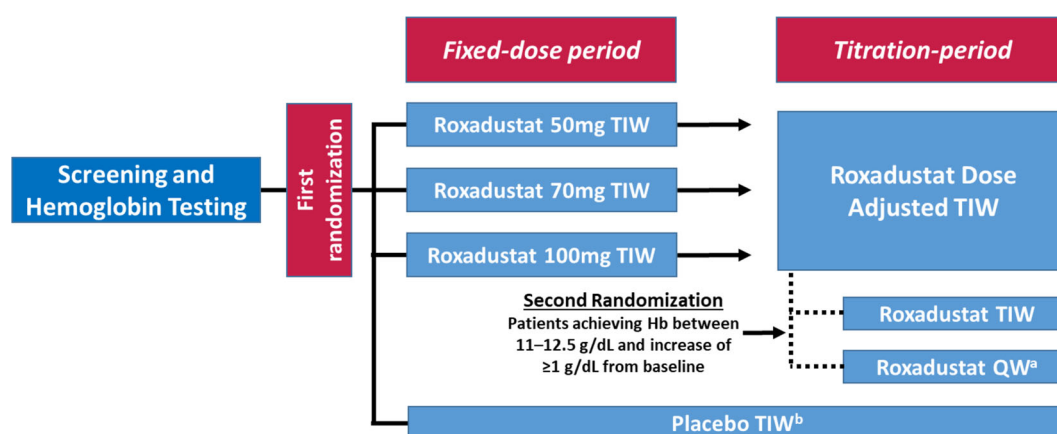 Fixed-dose period
Titration-period
Screening and
Hemoglobin Testing
First
randomization
Roxadustat 50mg TIW
Roxadustat 70mg TIW
Roxadustat 100mg TIW
Roxadustat Dose
Adjusted TIW
Second Randomization
Patients achieving Hb between
11–12.5 g/dL and increase of
≥1 g/dL from baseline
Roxadustat TIW
Roxadustat QWᵃ
Placebo TIWᵇ